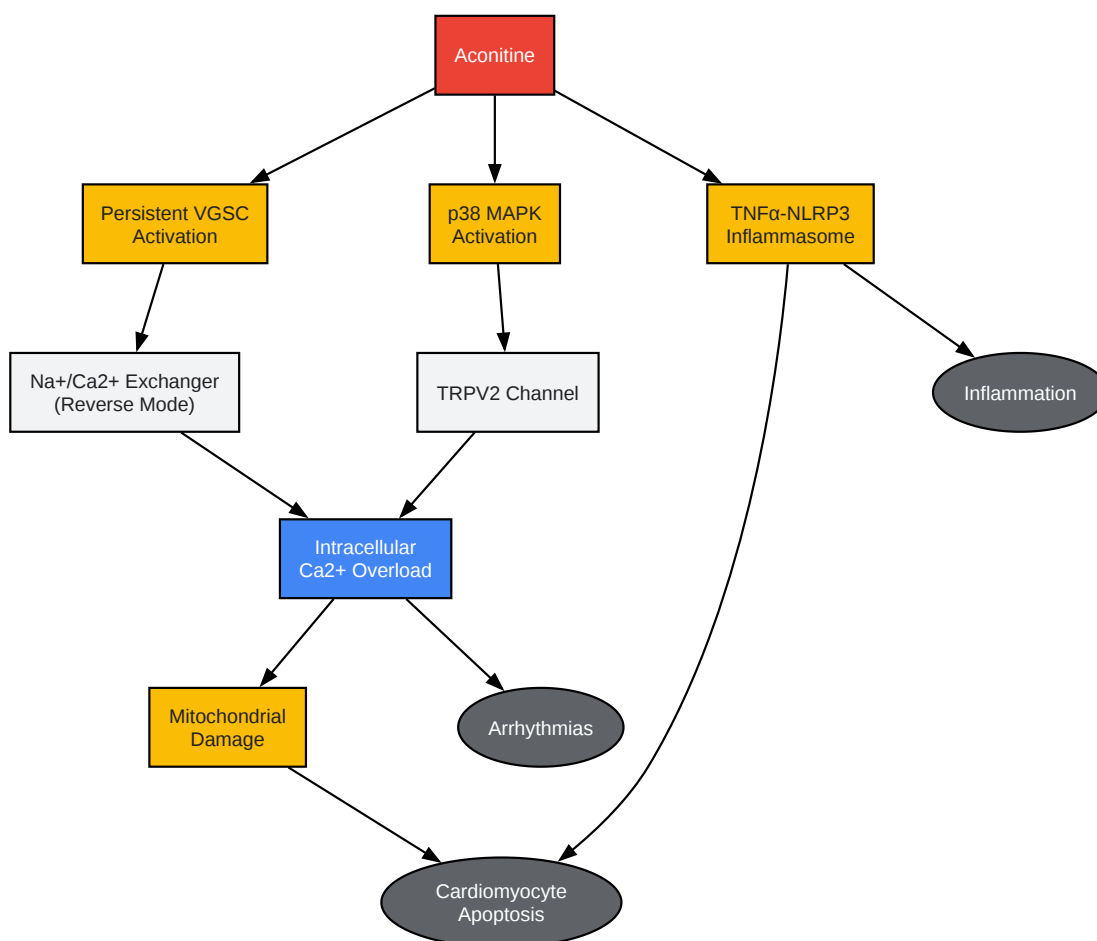 Aconitine
Persistent VGSC
Activation
p38 MAPK
Activation
TNFα-NLRP3
Inflammasome
Na+/Ca2+ Exchanger
(Reverse Mode)
TRPV2 Channel
Inflammation
Intracellular
Ca2+ Overload
Mitochondrial
Damage
Arrhythmias
Cardiomyocyte
Apoptosis